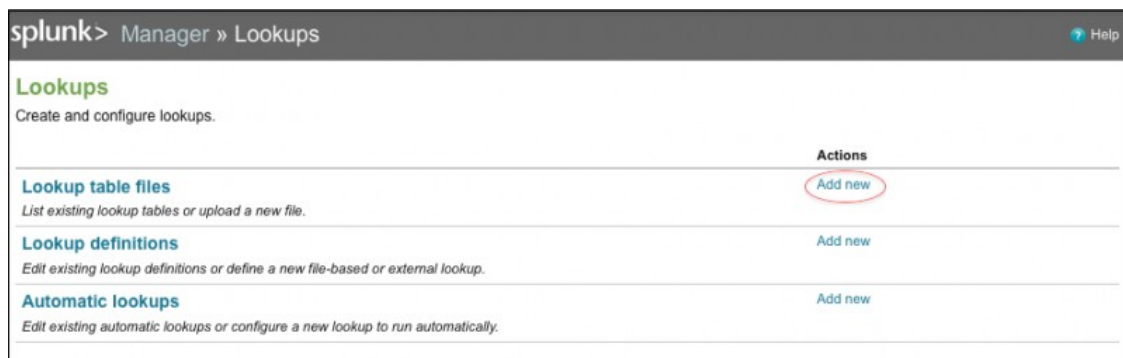 splunk> Manager » Lookups
? Help
Lookups
Create and configure lookups.
Actions
Lookup table files Add new
List existing lookup tables or upload a new file.
Lookup definitions Add new
Edit existing lookup definitions or define a new file-based or external lookup.
Automatic lookups Add new
Edit existing automatic lookups or configure a new lookup to run automatically.